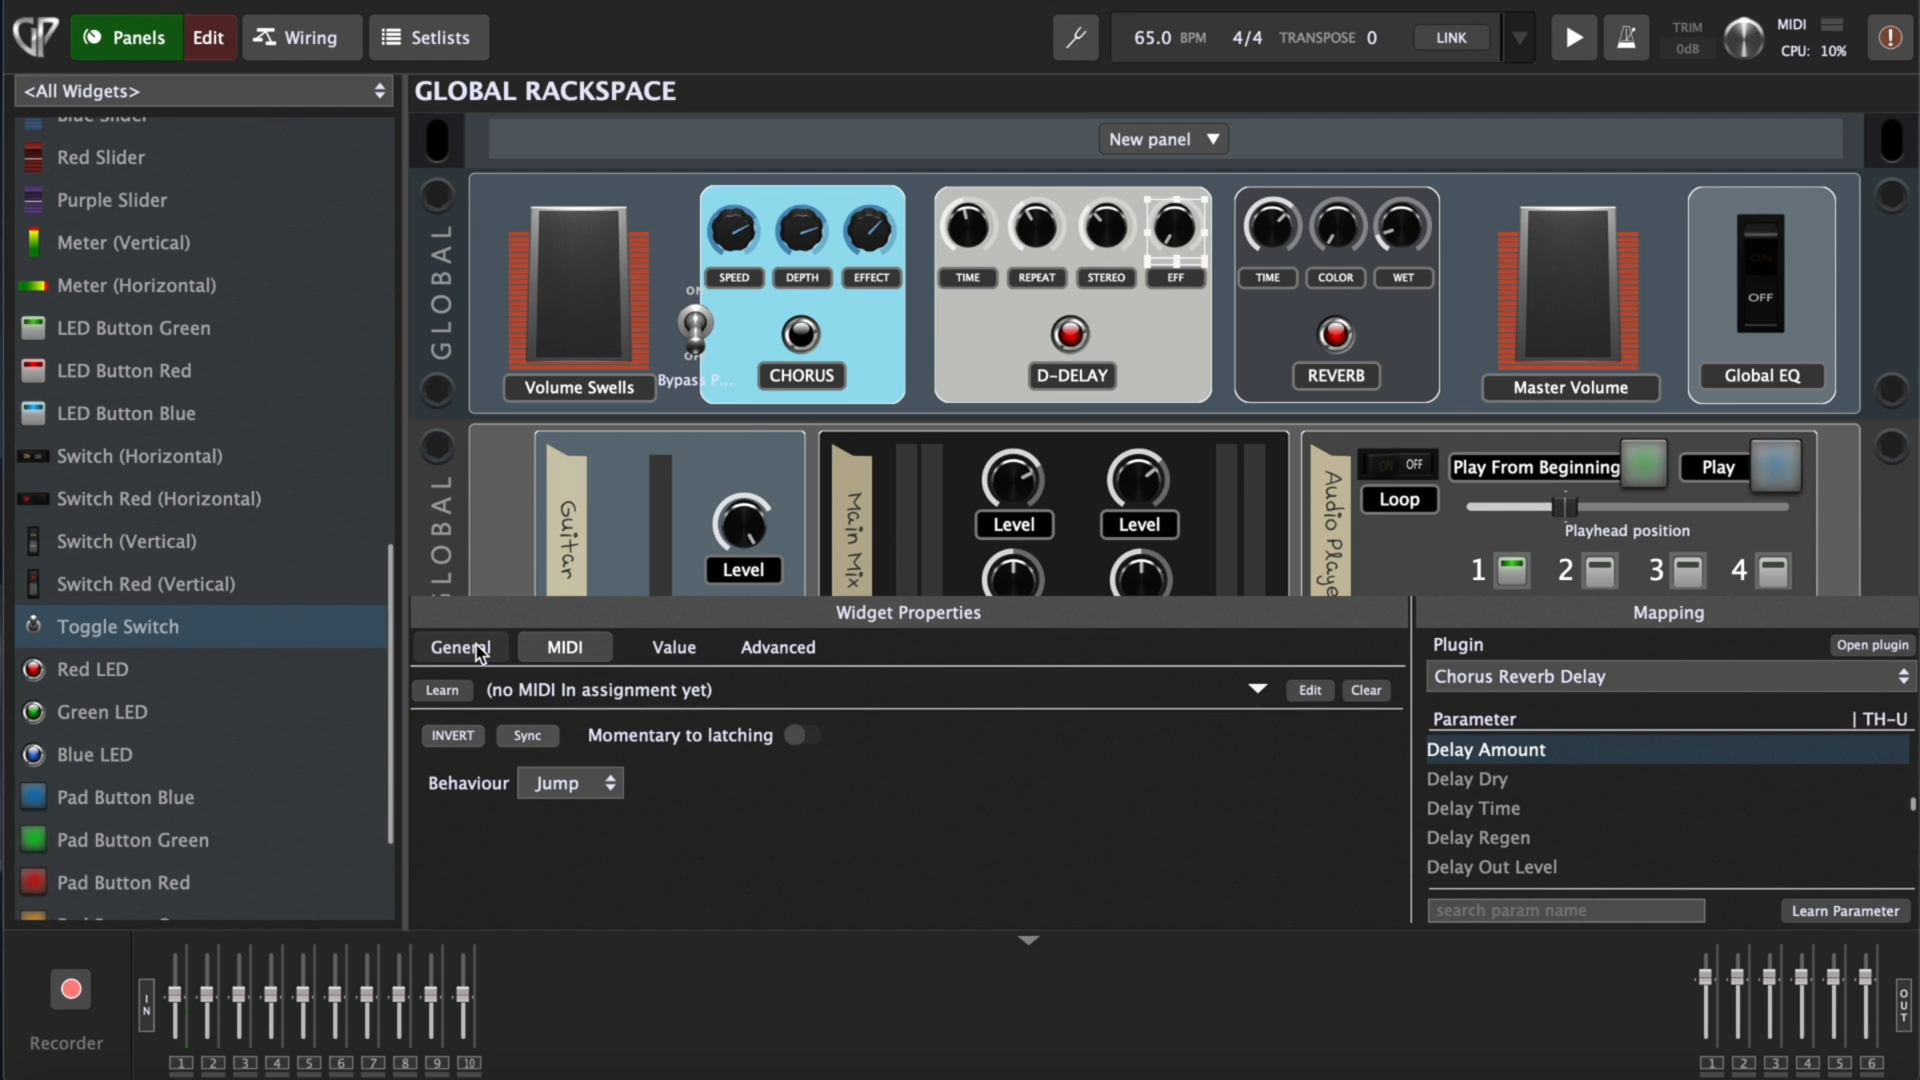 GP Panels Edit Wiring Setlists 65.0 BPM 4/4 TRANSPOSE 0 LINK TRIM 0dB MIDI CPU: 10%
<All Widgets>
Blue Slider
Red Slider
Purple Slider
Meter (Vertical)
Meter (Horizontal)
LED Button Green
LED Button Red
LED Button Blue
Switch (Horizontal)
Switch Red (Horizontal)
Switch (Vertical)
Switch Red (Vertical)
Toggle Switch
Red LED
Green LED
Blue LED
Pad Button Blue
Pad Button Green
Pad Button Red
GLOBAL RACKSPACE
New panel
GLOBAL
Volume Swells
ON
Bypass P...
SPEED DEPTH EFFECT
CHORUS
TIME REPEAT STEREO EFF
D-DELAY
TIME COLOR WET
REVERB
Master Volume
ON
OFF
Global EQ
GLOBAL
Guitar
Level
Main Mix
Level Level
Audio Playe
ON OFF
Loop
Play From Beginning
Play
Playhead position
1 2 3 4
Widget Properties
General MIDI Value Advanced
Learn (no MIDI In assignment yet) Edit Clear
INVERT Sync Momentary to latching
Behaviour Jump
Mapping
Plugin Open plugin
Chorus Reverb Delay
Parameter | TH-U
Delay Amount
Delay Dry
Delay Time
Delay Regen
Delay Out Level
search param name Learn Parameter
Recorder
IN
1 2 3 4 5 6 7 8 9 10
1 2 3 4 5 6
OUT